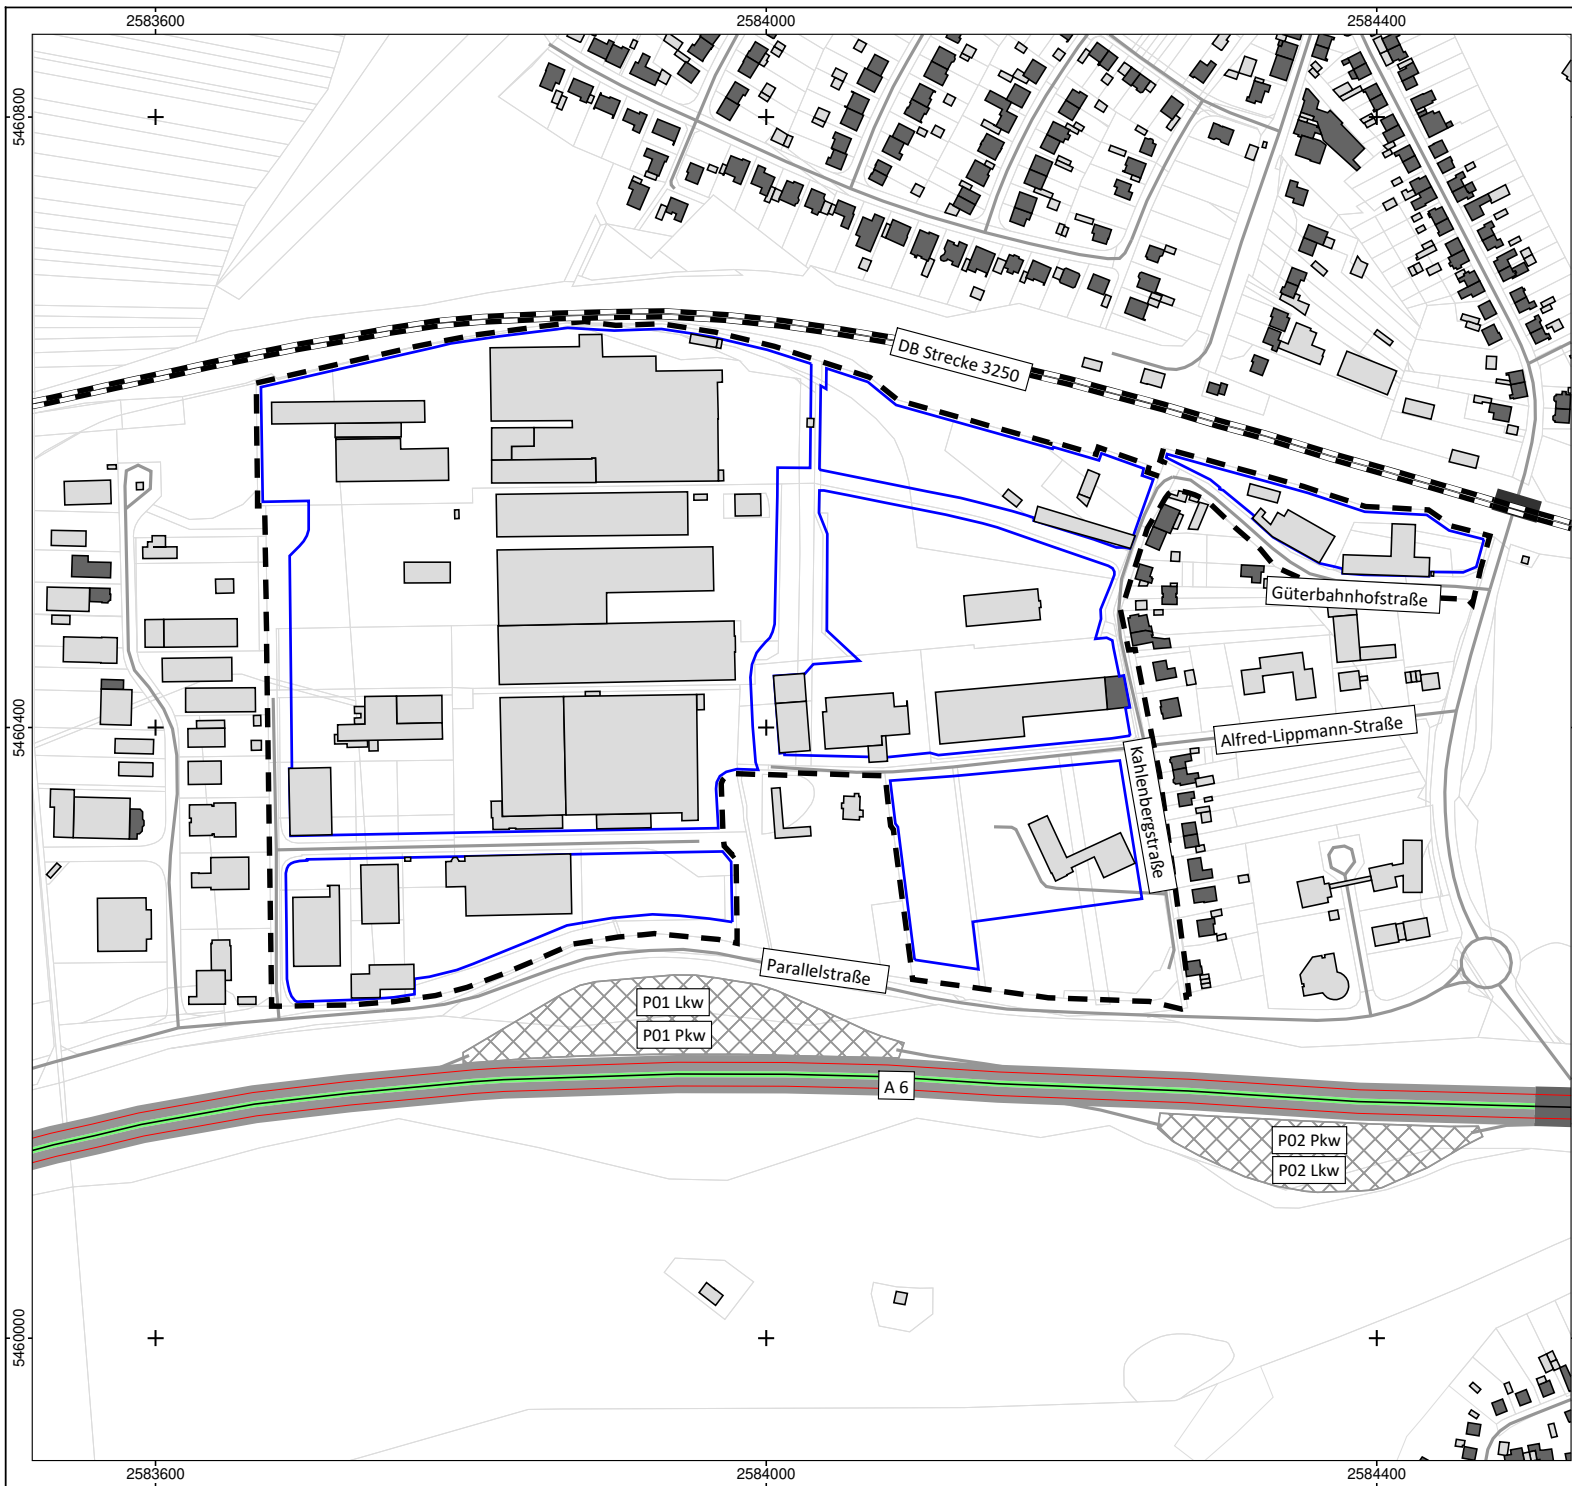 2583600
2584000
2584400
5460800
DB Strecke 3250
Güterbahnhofstraße
5460400
Alfred-Lippmann-Straße
Kahlenbergstraße
Parallelstraße
P01 Lkw
P01 Pkw
A 6
P02 Pkw
P02 Lkw
5460000
2583600
2584000
2584400